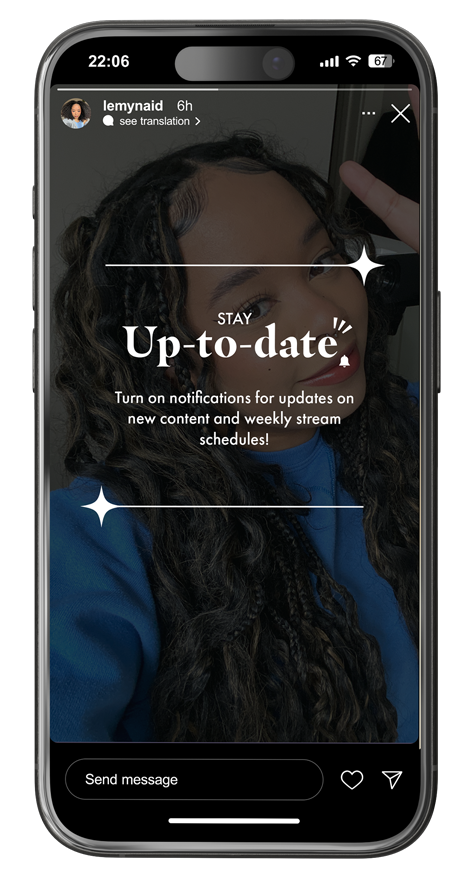 22:06
67
lemynaid 6h
see translation
STAY
Up-to-date
Turn on notifications for updates on
new content and weekly stream
schedules!
Send message